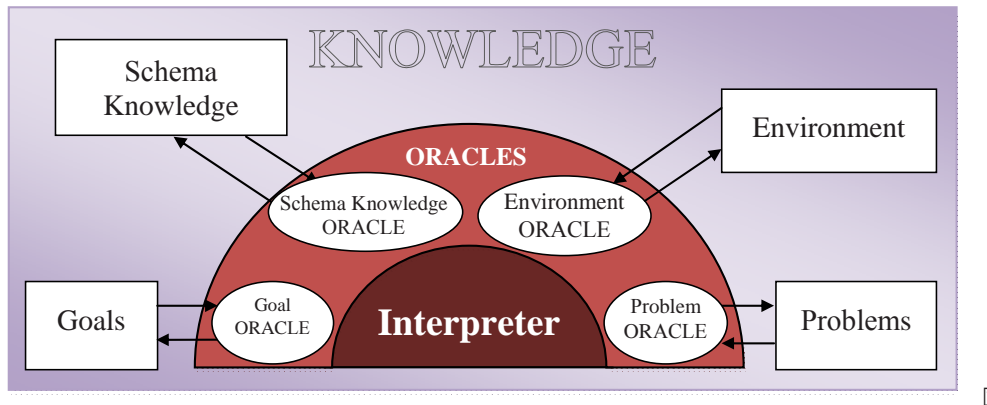 KNOWLEDGE
Schema
Knowledge
Environment
ORACLES
Schema Knowledge
ORACLE
Environment
ORACLE
Goals
Goal
ORACLE
Interpreter
Problem
ORACLE
Problems